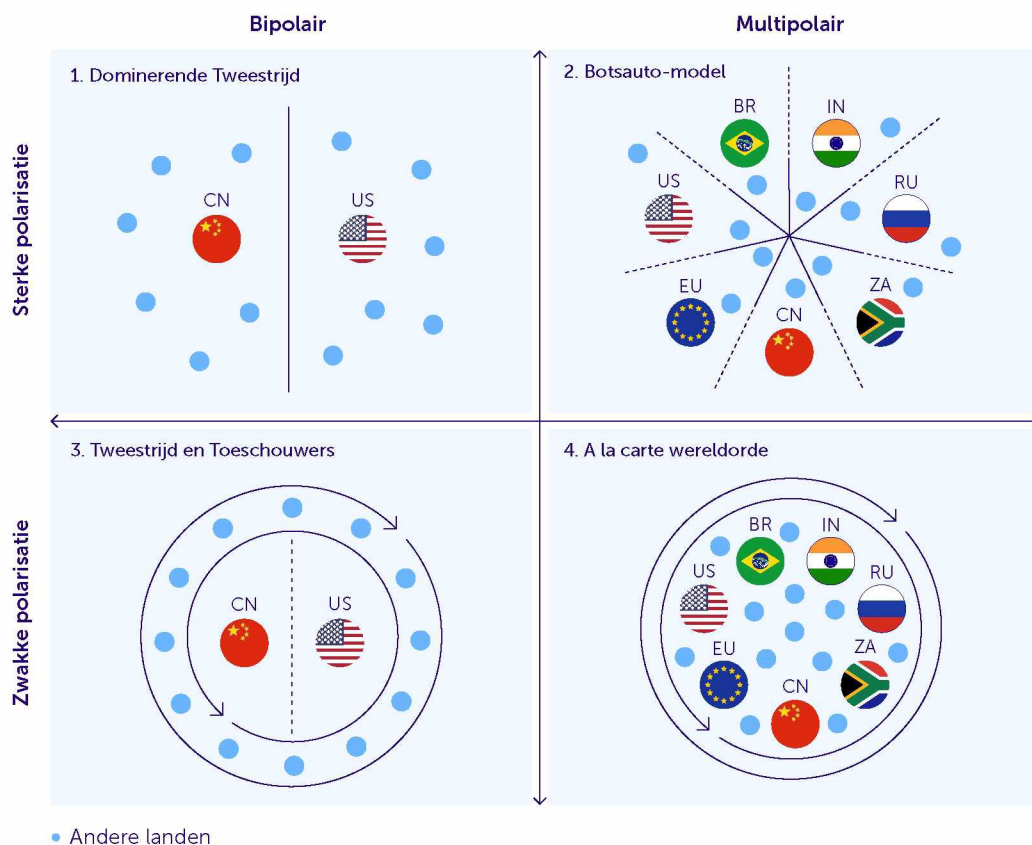 Bipolair
Multipolair
Sterke polarisatie
1. Dominerende Tweestrijd
CN
US
2. Botsauto-model
BR
IN
US
RU
EU
ZA
CN
Zwakke polarisatie
3. Tweestrijd en Toeschouwers
CN
US
4. A la carte wereldorde
BR
IN
US
RU
EU
ZA
CN
Andere landen